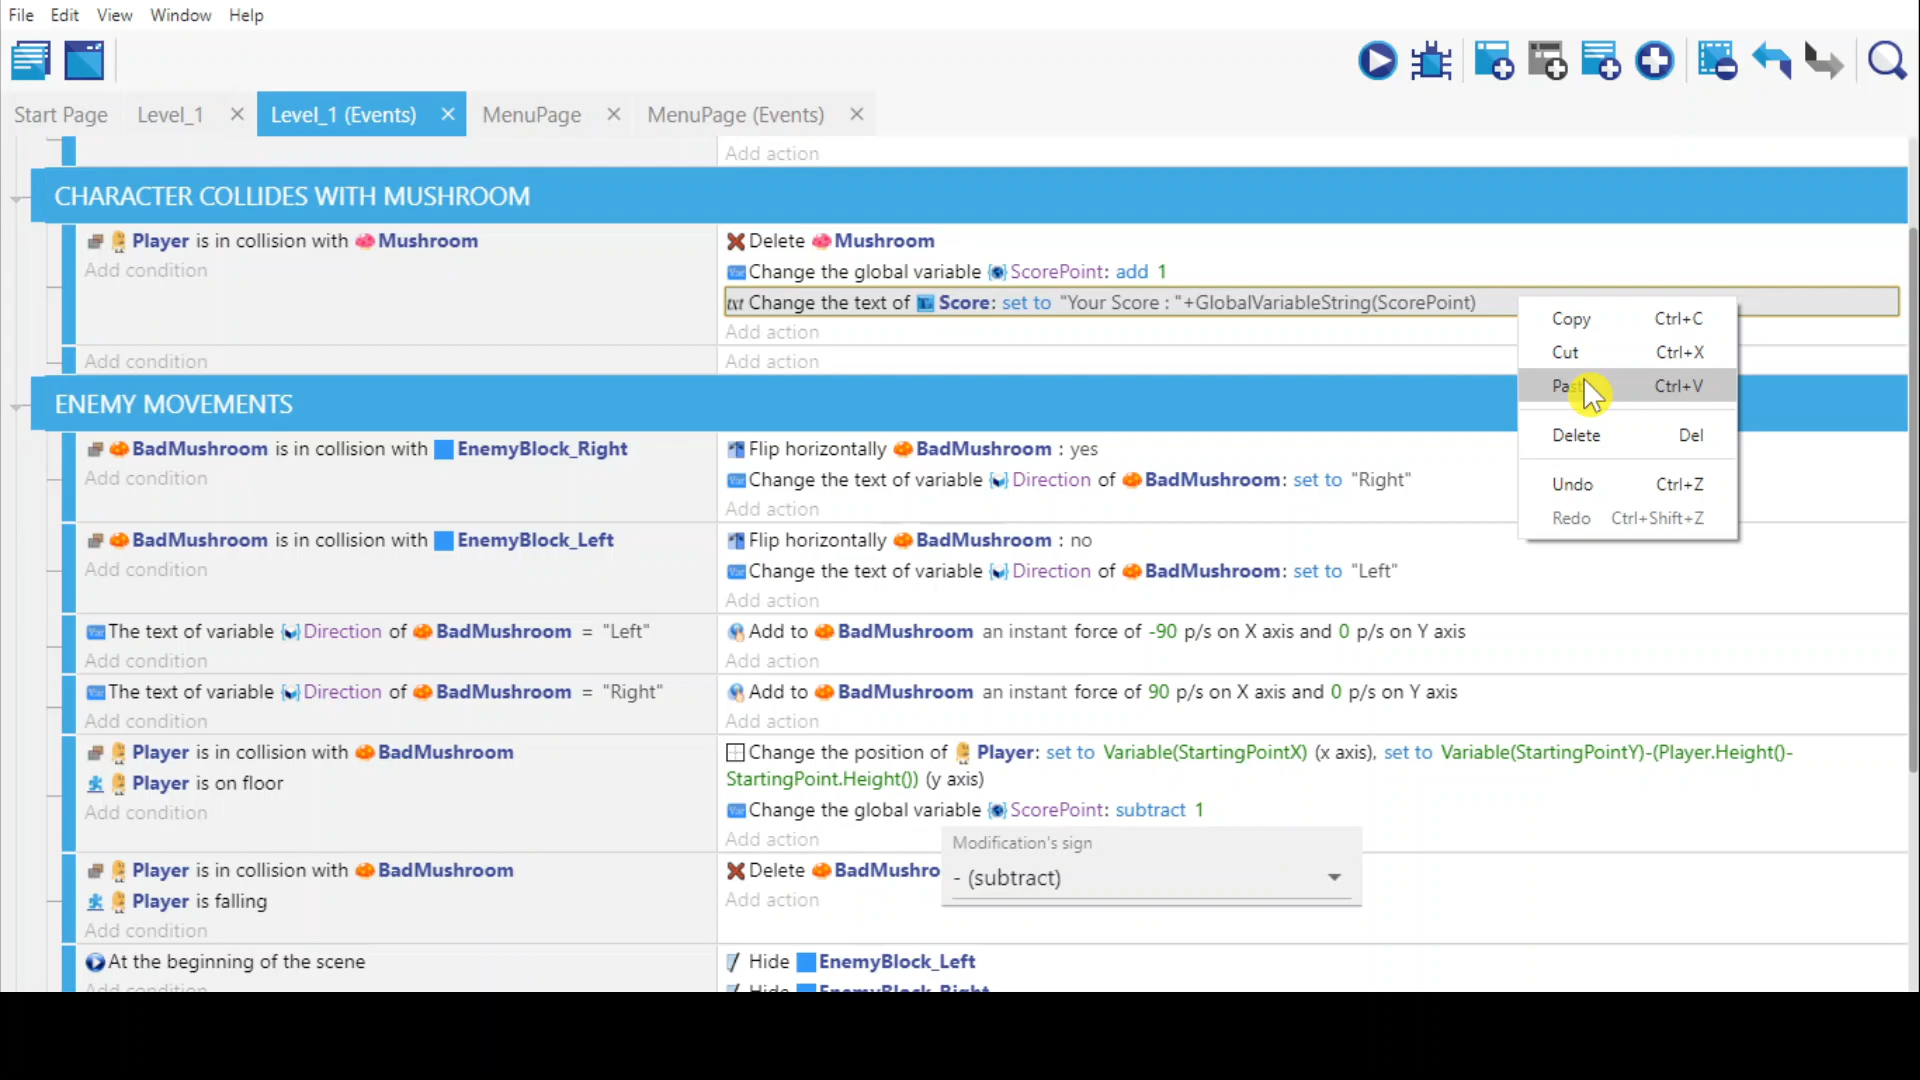 File Edit View Window Help
Start Page Level_1 Level_1 (Events) MenuPage MenuPage (Events)
Add action
CHARACTER COLLIDES WITH MUSHROOM
Player is in collision with Mushroom
Add condition
Delete Mushroom
Var Change the global variable ScorePoint: add 1
txt Change the text of Score: set to "Your Score : "+GlobalVariableString(ScorePoint)
Add action
Add condition
Add action
Copy Ctrl+C
Cut Ctrl+X
Ctrl+V
Delete Del
Undo Ctrl+Z
Redo Ctrl+Shift+Z
ENEMY MOVEMENTS
BadMushroom is in collision with EnemyBlock_Right
Add condition
Flip horizontally BadMushroom : yes
Var Change the text of variable Direction of BadMushroom: set to "Right"
Add action
BadMushroom is in collision with EnemyBlock_Left
Add condition
Flip horizontally BadMushroom : no
Var Change the text of variable Direction of BadMushroom: set to "Left"
Add action
Var The text of variable Direction of BadMushroom = "Left"
Add condition
Add to BadMushroom an instant force of -90 p/s on X axis and 0 p/s on Y axis
Add action
Var The text of variable Direction of BadMushroom = "Right"
Add condition
Add to BadMushroom an instant force of 90 p/s on X axis and 0 p/s on Y axis
Add action
Player is in collision with BadMushroom
Player is on floor
Add condition
Change the position of Player: set to Variable(StartingPointX) (x axis), set to Variable(StartingPointY)-(Player.Height()-
StartingPoint.Height()) (y axis)
Var Change the global variable ScorePoint: subtract 1
Add action
Modification's sign
- (subtract)
Player is in collision with BadMushroom
Player is falling
Add condition
Delete BadMushro
Add action
At the beginning of the scene
Add condition
Hide EnemyBlock_Left
Hide EnemyBlock_Right